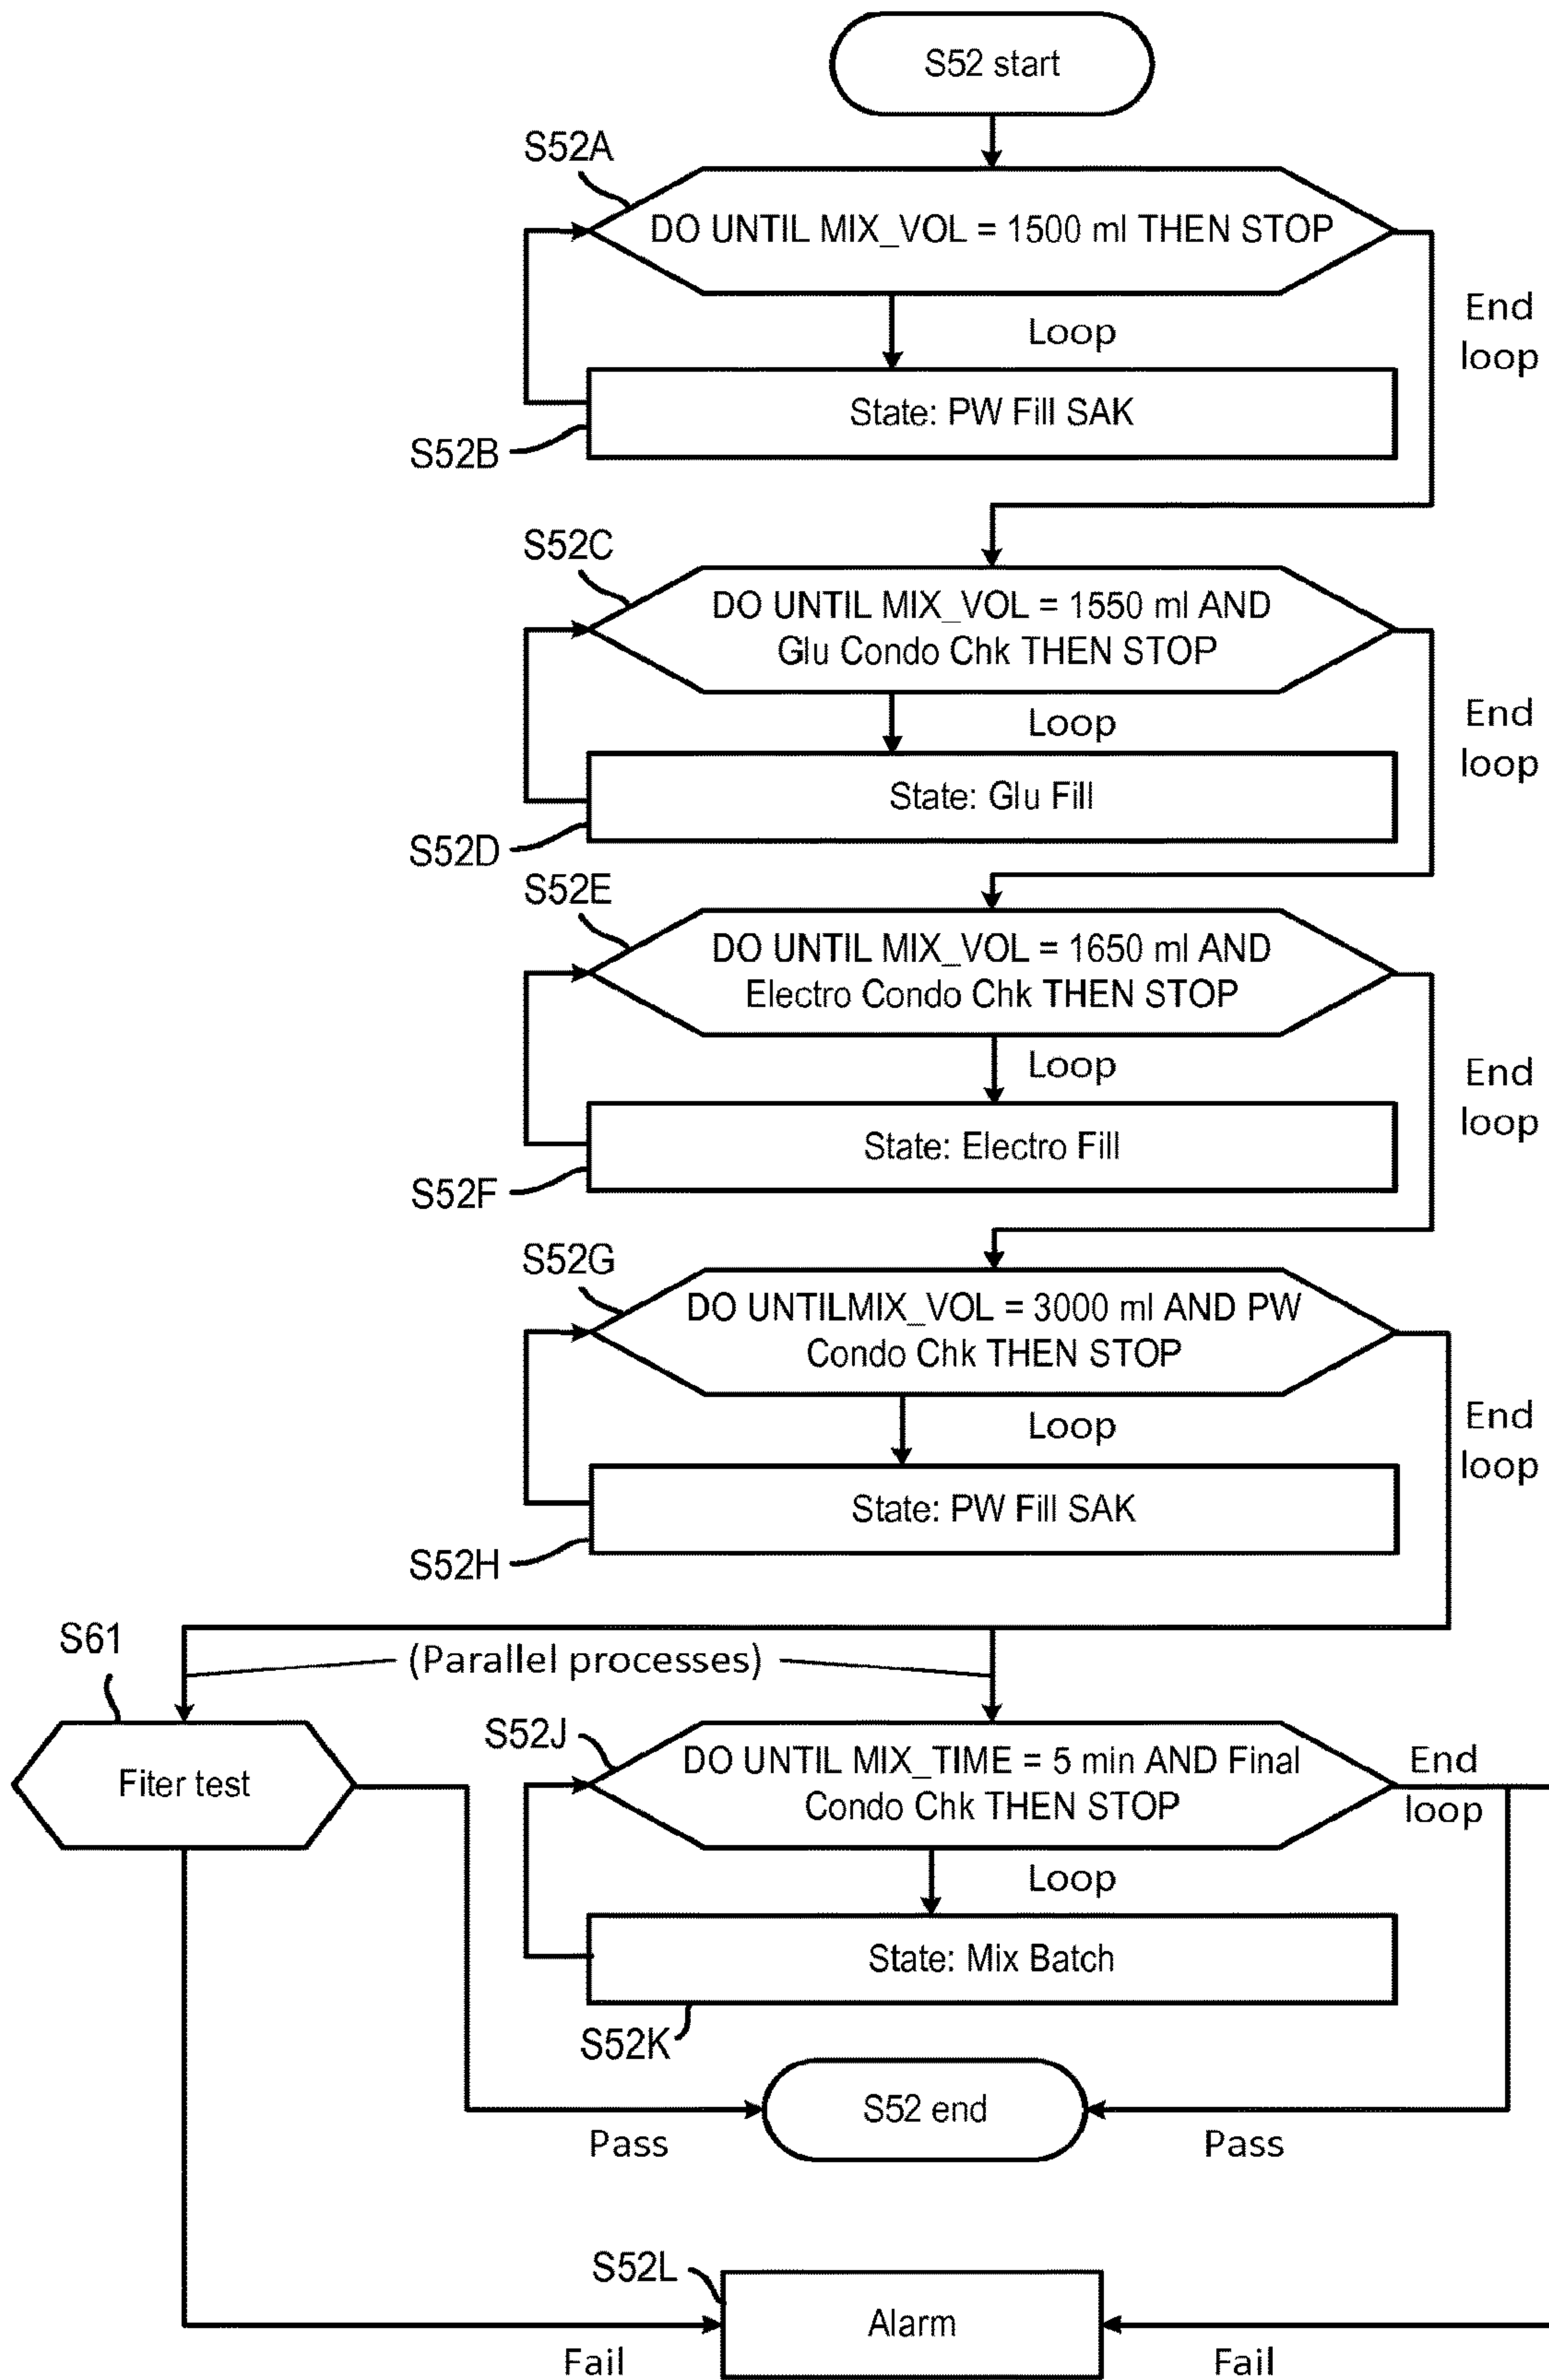 S52 start
S52A
DO UNTIL MIX_VOL = 1500 ml THEN STOP
End
loop
Loop
State: PW Fill SAK
S52B
S52C
DO UNTIL MIX_VOL = 1550 ml AND
Glu Condo Chk THEN STOP
End
loop
Loop
State: Glu Fill
S52D
S52E
DO UNTIL MIX_VOL = 1650 ml AND
Electro Condo Chk THEN STOP
End
loop
Loop
State: Electro Fill
S52F
S52G
DO UNTILMIX_VOL = 3000 ml AND PW
Condo Chk THEN STOP
End
loop
Loop
State: PW Fill SAK
S52H
S61
(Parallel processes)
Fiter test
S52J
DO UNTIL MIX_TIME = 5 min AND Final
Condo Chk THEN STOP
End
loop
Loop
State: Mix Batch
S52K
S52 end
Pass
Pass
S52L
Alarm
Fail
Fail